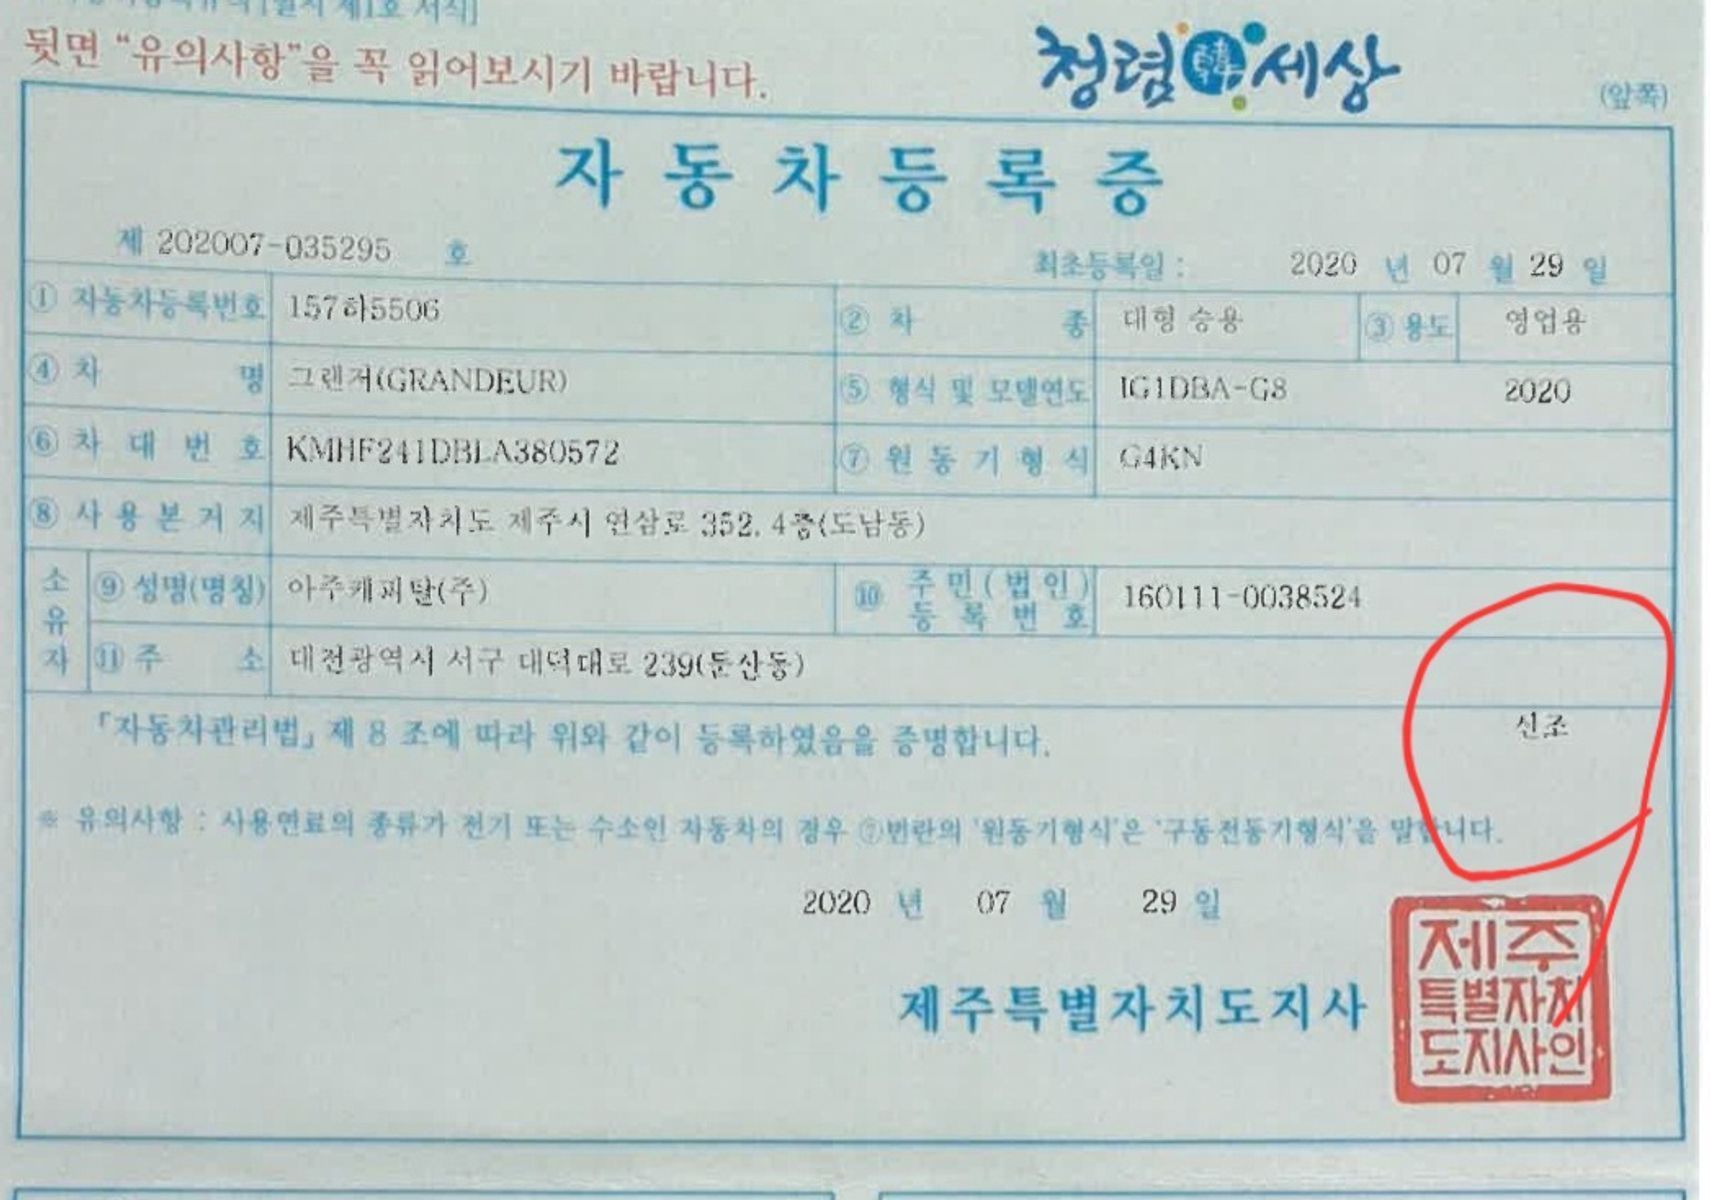 [별지 제1호 서식]
뒷면 "유의사항"을 꼭 읽어보시기 바랍니다.
청렴韓세상
(앞쪽)
자동차등록증
제 202007-035295 호
최초등록일 : 2020 년 07 월 29 일
① 자동차등록번호 157하5506 ② 차 종 대형 승용 ③ 용도 영업용
④ 차 명 그랜저(GRANDEUR) ⑤ 형식 및 모델연도 IG1DBA-G8 2020
⑥ 차대번호 KMHF241DBLA380572 ⑦ 원동기형식 G4KN
⑧ 사용본거지 제주특별자치도 제주시 연삼로 352, 4층(도남동)
소유자 ⑨ 성명(명칭) 아주캐피탈(주) ⑩ 주민(법인)등록번호 160111-0038524
⑪ 주 소 대전광역시 서구 대덕대로 239(둔산동)
「자동차관리법」 제 8 조에 따라 위와 같이 등록하였음을 증명합니다.
신조
※ 유의사항 : 사용연료의 종류가 전기 또는 수소인 자동차의 경우 ⑦번란의 '원동기형식'은 '구동전동기형식'을 말합니다.
2020 년 07 월 29 일
제주특별자치도지사
제주
특별자치
도지사인